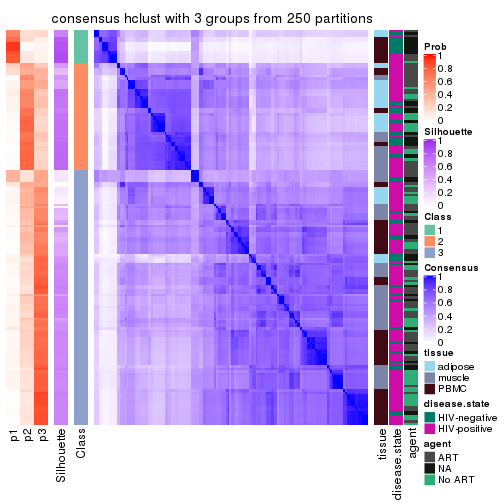 consensus hclust with 3 groups from 250 partitions
Prob
1
0.8
0.6
0.4
0.2
0
Silhouette
1
0.8
0.6
0.4
0.2
0
Class
1
2
3
Consensus
1
0.8
0.6
0.4
0.2
0
tissue
adipose
muscle
PBMC
disease.state
HIV-negative
HIV-positive
agent
ART
NA
No ART
p1
p2
p3
Silhouette
Class
tissue
disease.state
agent